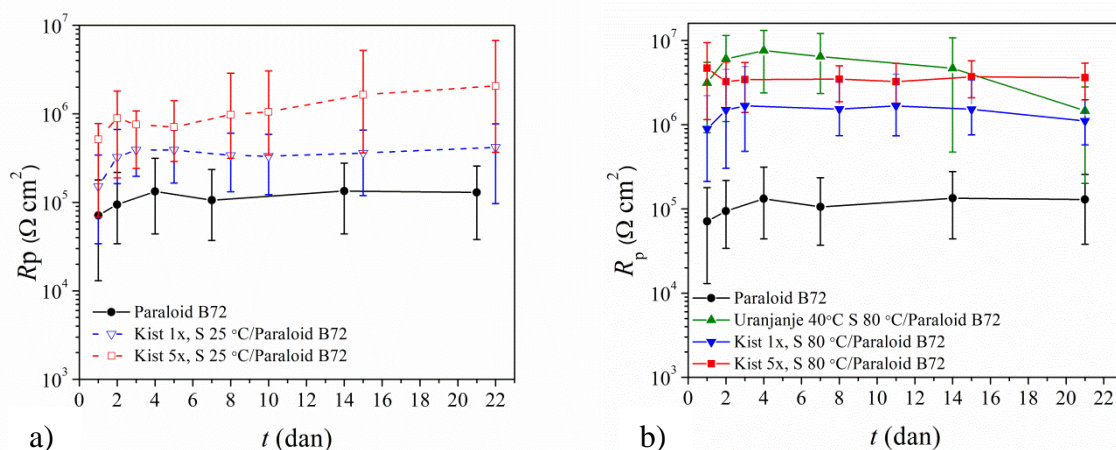 10⁷
10⁶
10⁵
10⁴
10³
Rp (Ω cm²)
Paraloid B72
Kist 1x, S 25 °C/Paraloid B72
Kist 5x, S 25 °C/Paraloid B72
0 2 4 6 8 10 12 14 16 18 20 22
t (dan)
a)
10⁷
10⁶
10⁵
10⁴
10³
Rₚ (Ω cm²)
Paraloid B72
Uranjanje 40°C S 80 °C/Paraloid B72
Kist 1x, S 80 °C/Paraloid B72
Kist 5x, S 80 °C/Paraloid B72
0 2 4 6 8 10 12 14 16 18 20 22
t (dan)
b)